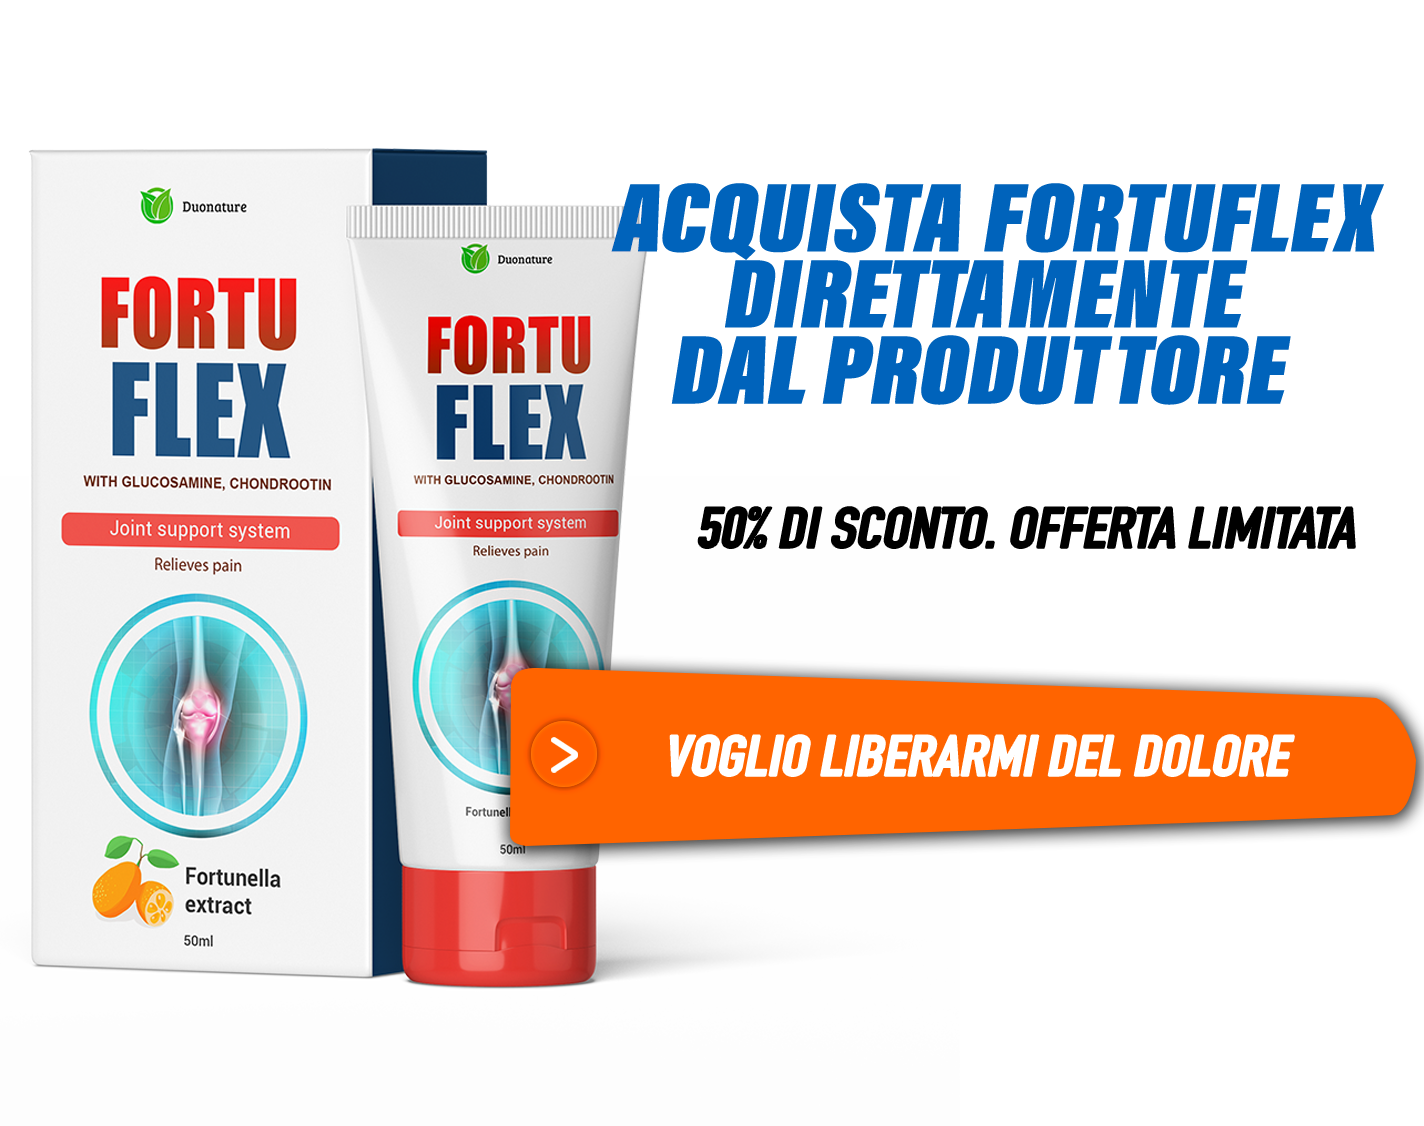 Duonature
FORTU
FLEX
WITH GLUCOSAMINE, CHONDROOTIN
Joint support system
Relieves pain
Fortunella
extract
50ml
Duonature
FORTU
FLEX
WITH GLUCOSAMINE, CHONDROOTIN
Joint support system
Relieves pain
50ml
ACQUISTA FORTUFLEX
DIRETTAMENTE
DAL PRODUTTORE
50% DI SCONTO. OFFERTA LIMITATA
VOGLIO LIBERARMI DEL DOLORE